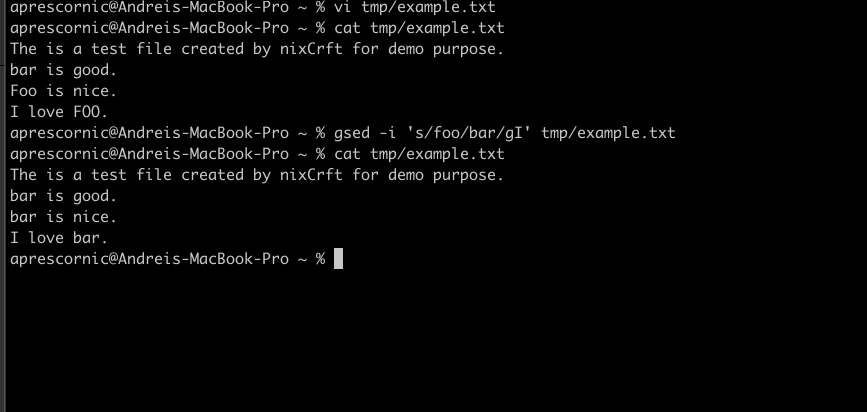 aprescornic@Andreis-MacBook-Pro ~ % vi tmp/example.txt
aprescornic@Andreis-MacBook-Pro ~ % cat tmp/example.txt
The is a test file created by nixCrft for demo purpose.
bar is good.
Foo is nice.
I love FOO.
aprescornic@Andreis-MacBook-Pro ~ % gsed -i 's/foo/bar/gI' tmp/example.txt
aprescornic@Andreis-MacBook-Pro ~ % cat tmp/example.txt
The is a test file created by nixCrft for demo purpose.
bar is good.
bar is nice.
I love bar.
aprescornic@Andreis-MacBook-Pro ~ %